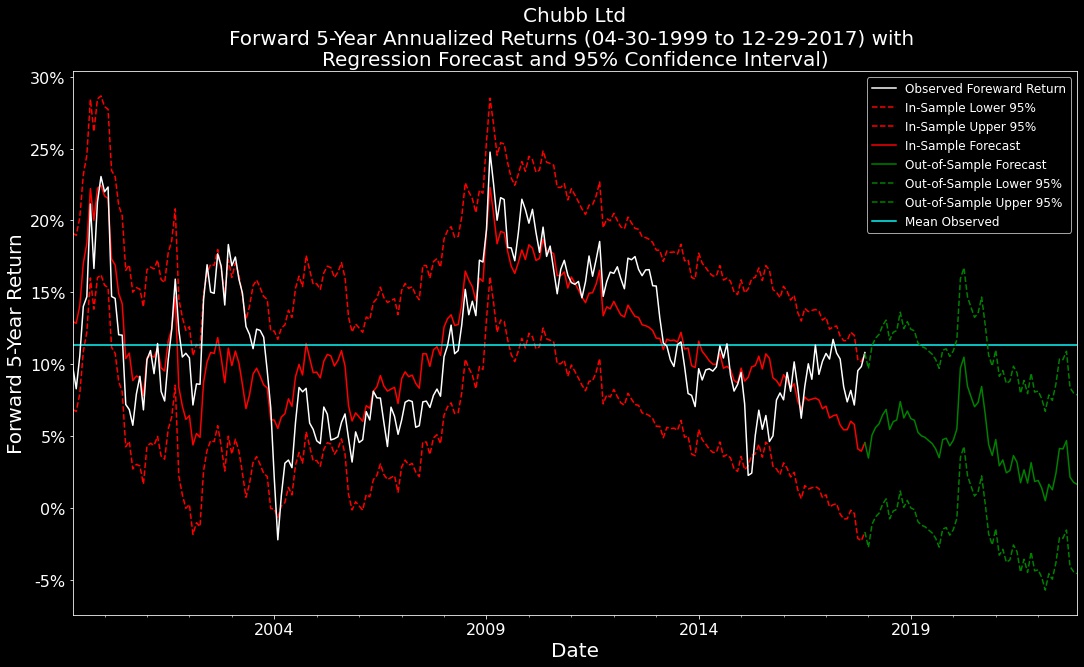 Chubb Ltd
Forward 5-Year Annualized Returns (04-30-1999 to 12-29-2017) with
Regression Forecast and 95% Confidence Interval)
Forward 5-Year Return
30%
25%
20%
15%
10%
5%
0%
-5%
Observed Foreward Return
In-Sample Lower 95%
In-Sample Upper 95%
In-Sample Forecast
Out-of-Sample Forecast
Out-of-Sample Lower 95%
Out-of-Sample Upper 95%
Mean Observed
2004
2009
2014
2019
Date